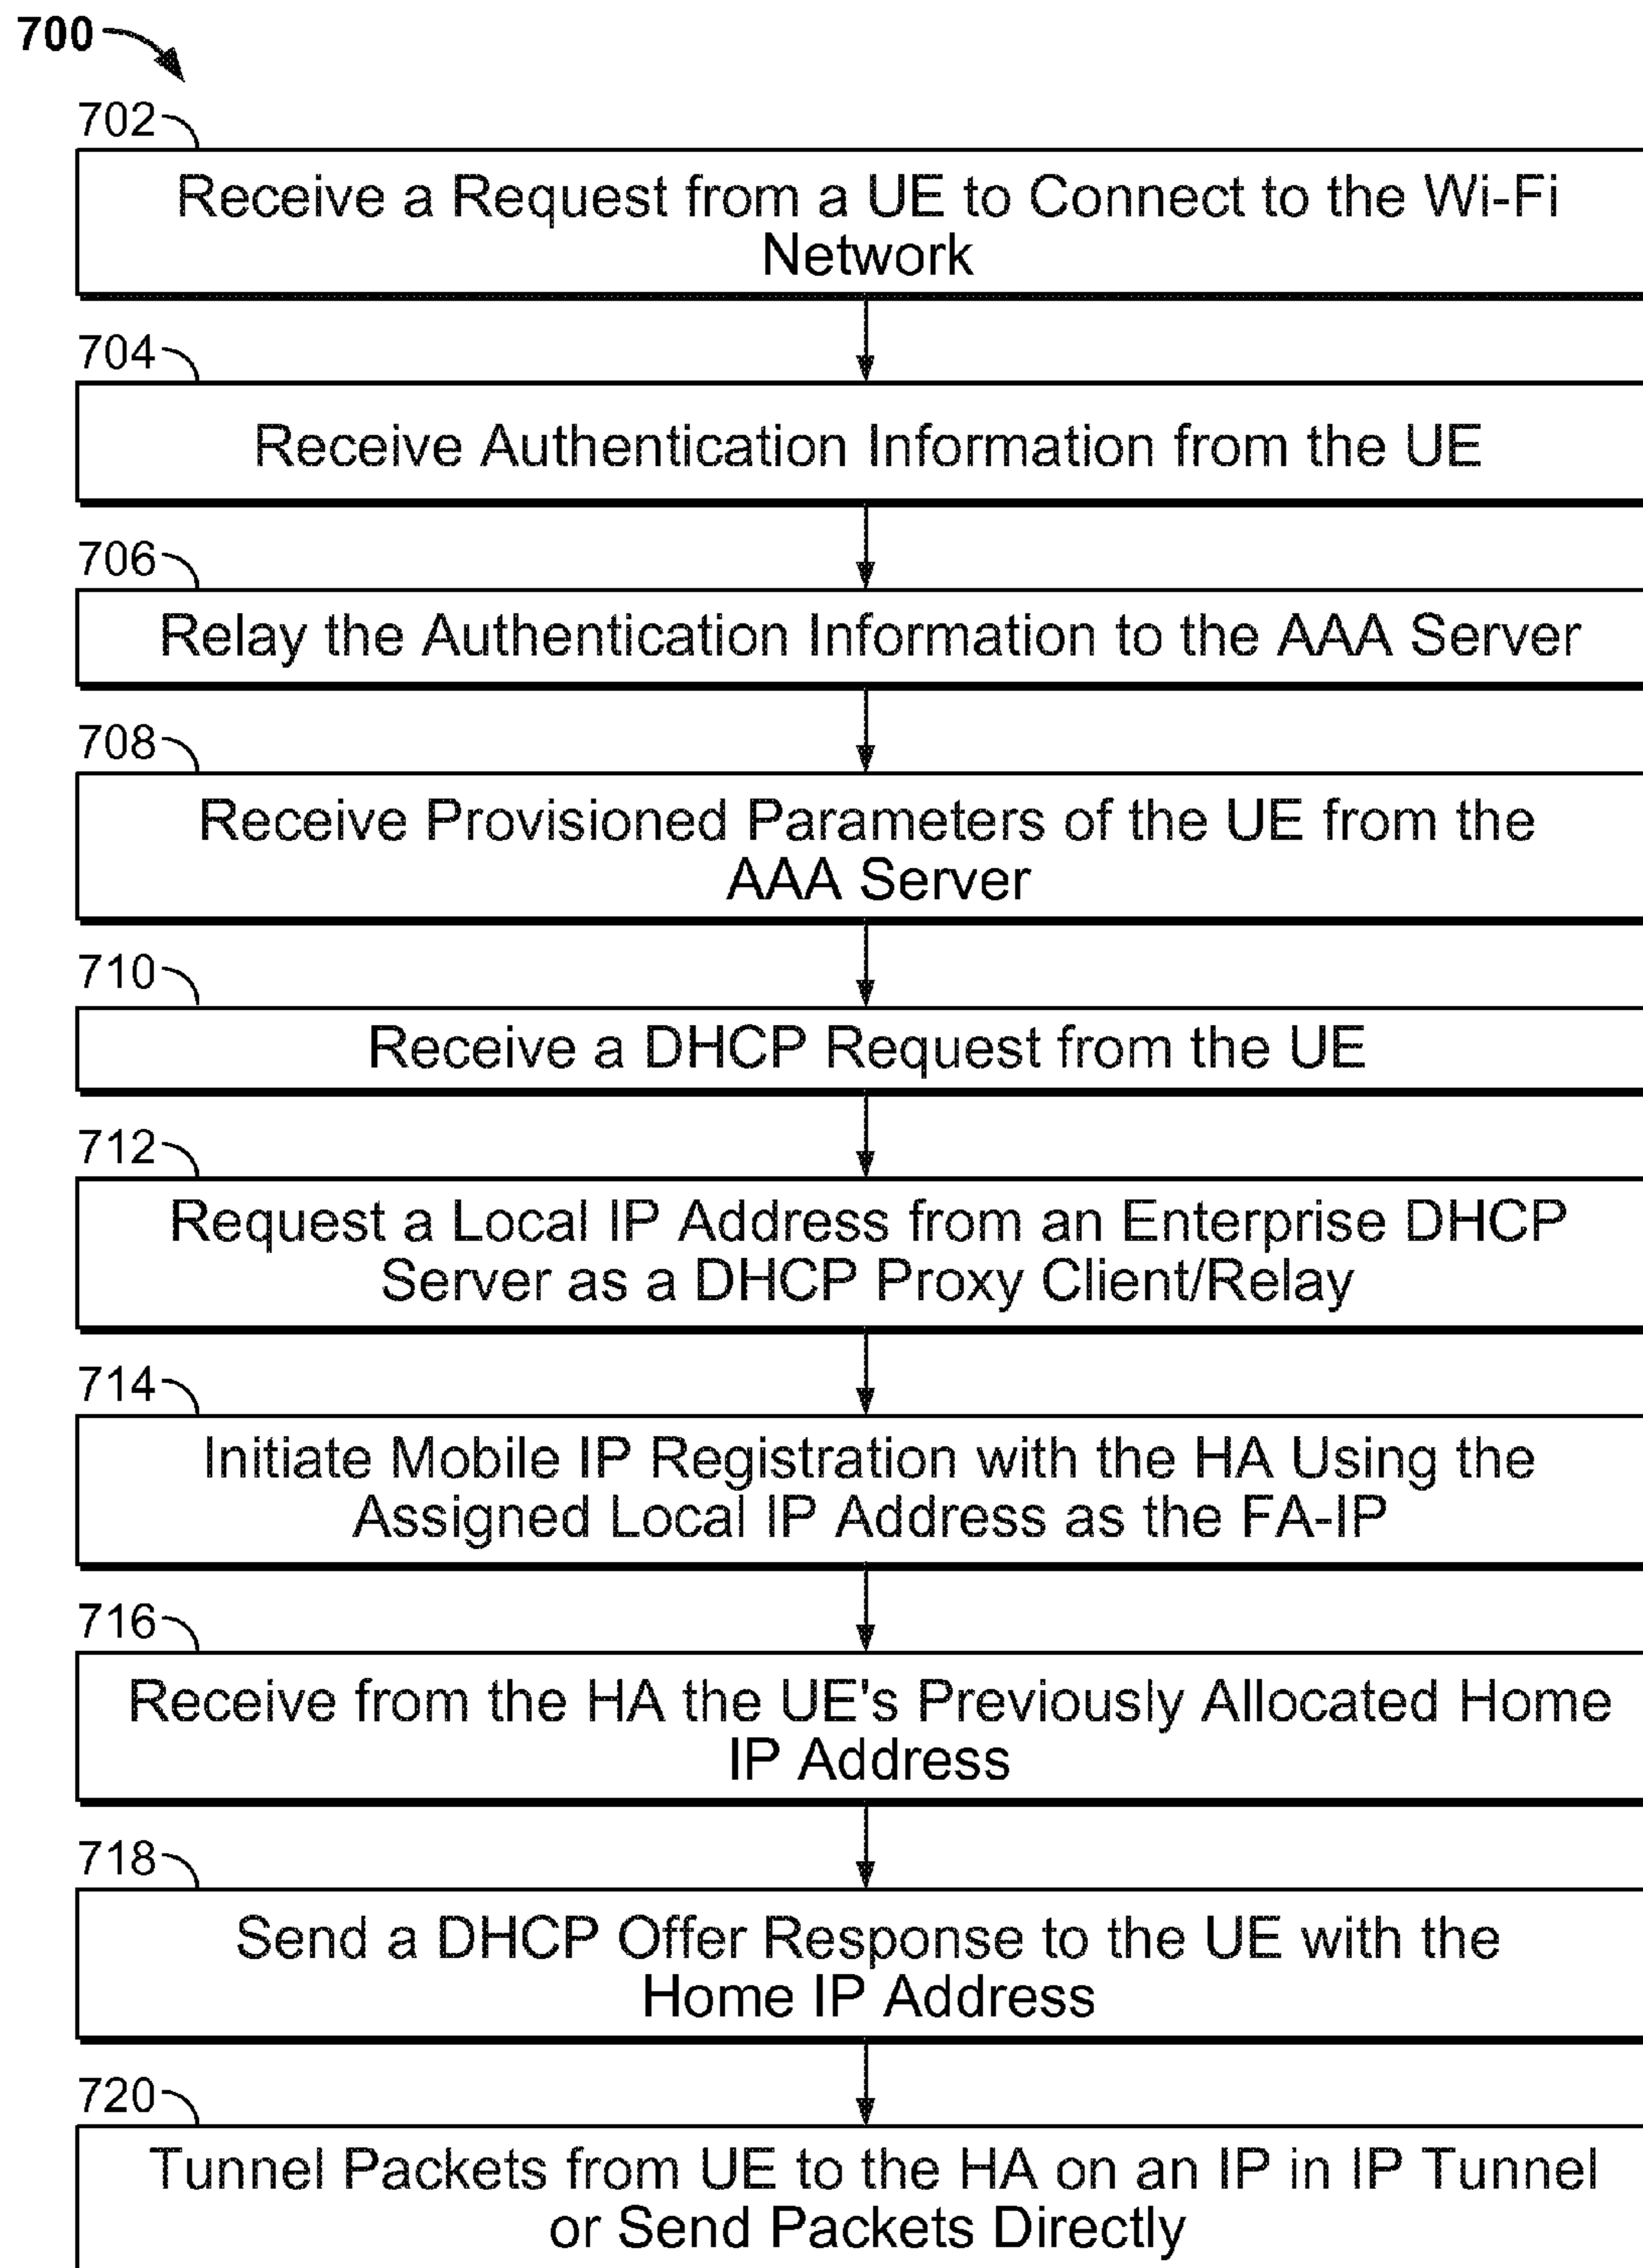 700
702
Receive a Request from a UE to Connect to the Wi-Fi
Network
704
Receive Authentication Information from the UE
706
Relay the Authentication Information to the AAA Server
708
Receive Provisioned Parameters of the UE from the
AAA Server
710
Receive a DHCP Request from the UE
712
Request a Local IP Address from an Enterprise DHCP
Server as a DHCP Proxy Client/Relay
714
Initiate Mobile IP Registration with the HA Using the
Assigned Local IP Address as the FA-IP
716
Receive from the HA the UE's Previously Allocated Home
IP Address
718
Send a DHCP Offer Response to the UE with the
Home IP Address
720
Tunnel Packets from UE to the HA on an IP in IP Tunnel
or Send Packets Directly